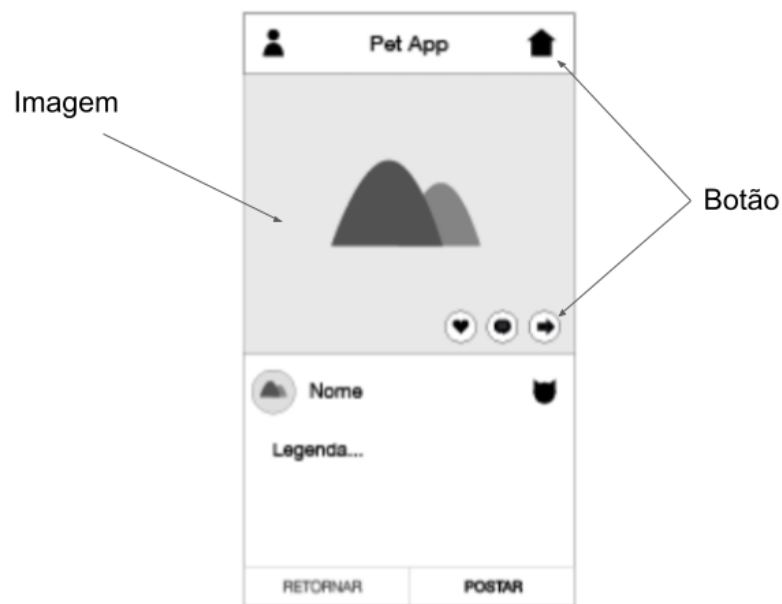 Pet App
Imagem
Botão
Nome
Legenda...
RETORNAR POSTAR